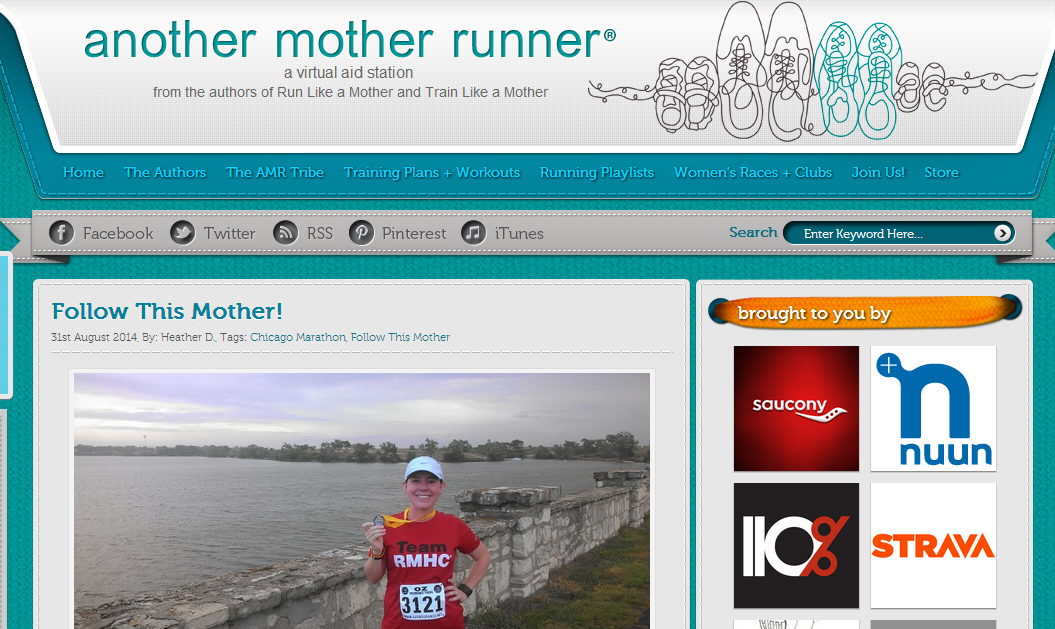 another mother runner®
a virtual aid station
from the authors of Run Like a Mother and Train Like a Mother
Home The Authors The AMR Tribe Training Plans + Workouts Running Playlists Women's Races + Clubs Join Us! Store
Facebook Twitter RSS Pinterest iTunes Search Enter Keyword Here...
Follow This Mother!
31st August 2014, By: Heather D., Tags: Chicago Marathon, Follow This Mother
Team
RMHC
OZ
3121
brought to you by
saucony
nuun
110%
STRAVA